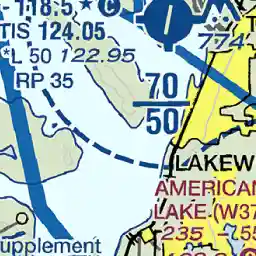 - 118.5 ★ C
TIS 124.05
*L 50 122.95
RP 35
774
70
50
LAKEW
AMERICAN
LAKE (W37
235 - 55
upplement